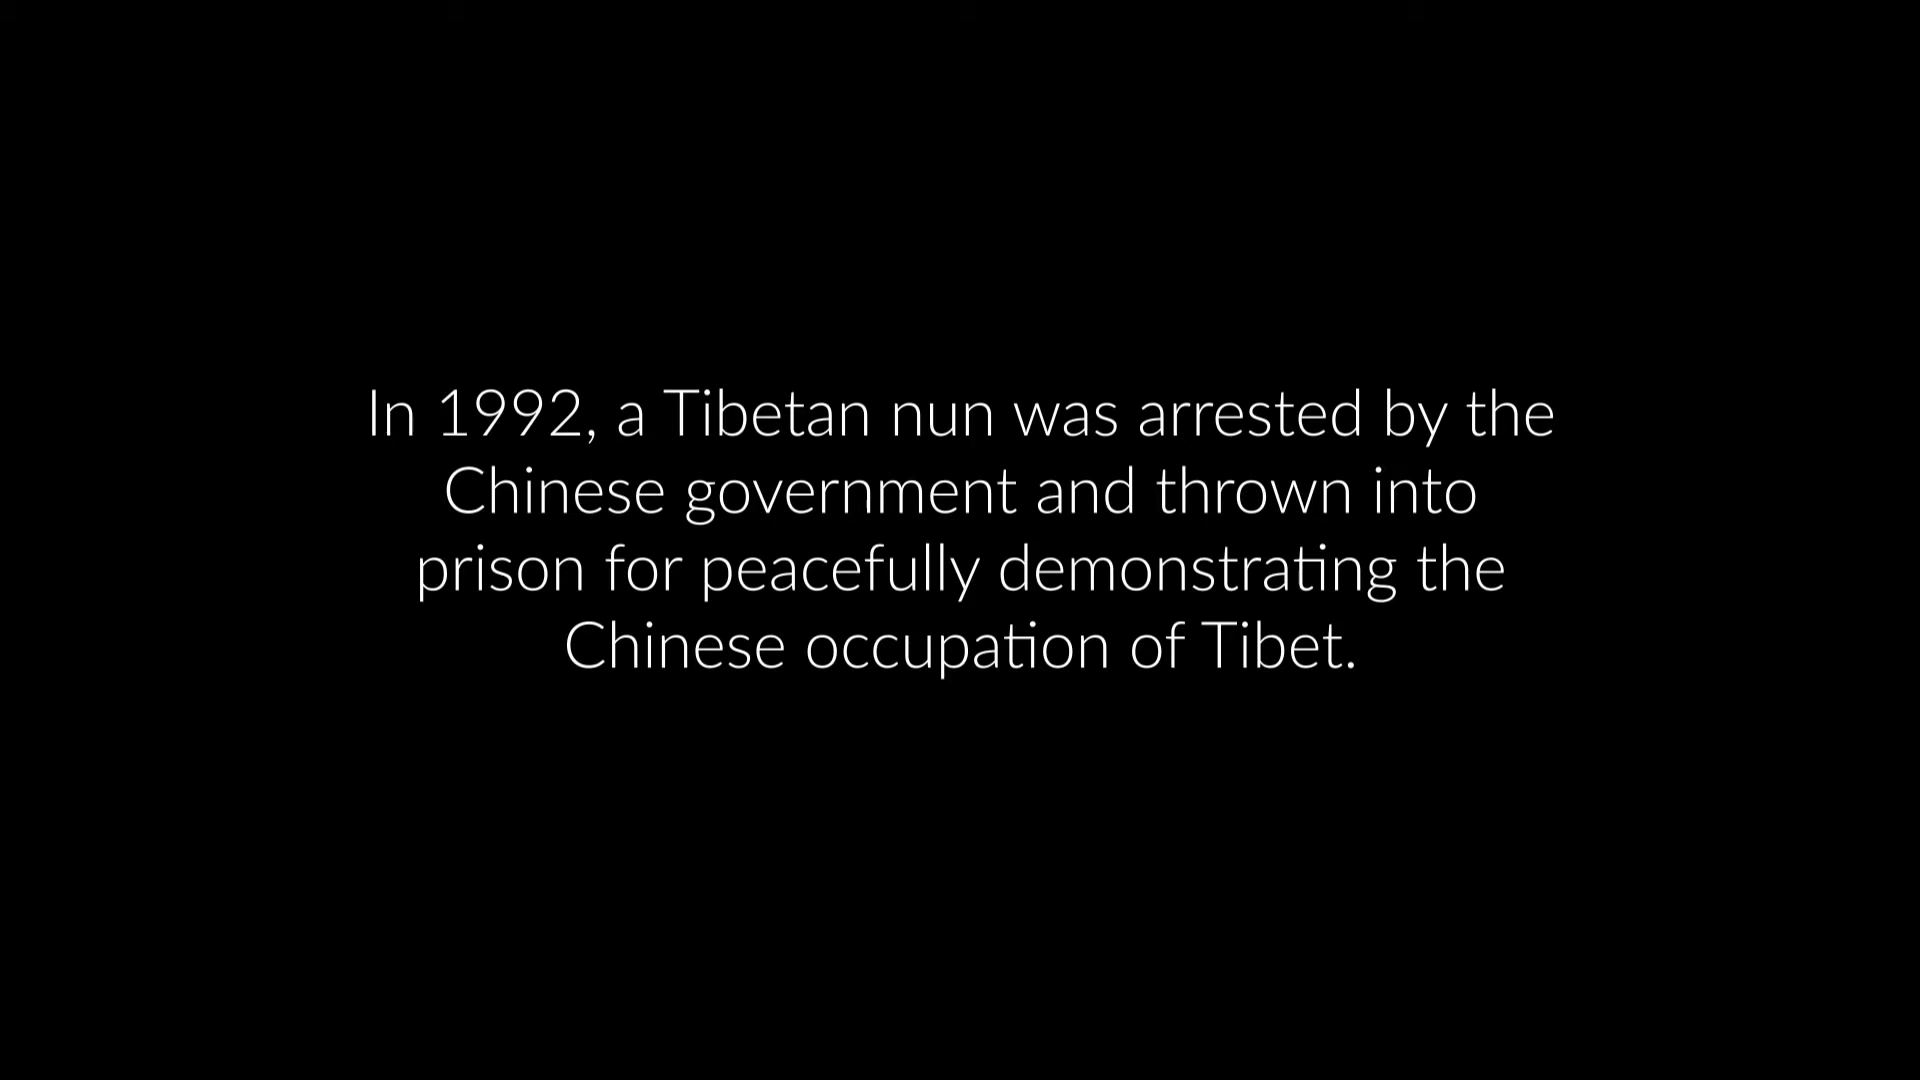 In 1992, a Tibetan nun was arrested by the
Chinese government and thrown into
prison for peacefully demonstrating the
Chinese occupation of Tibet.